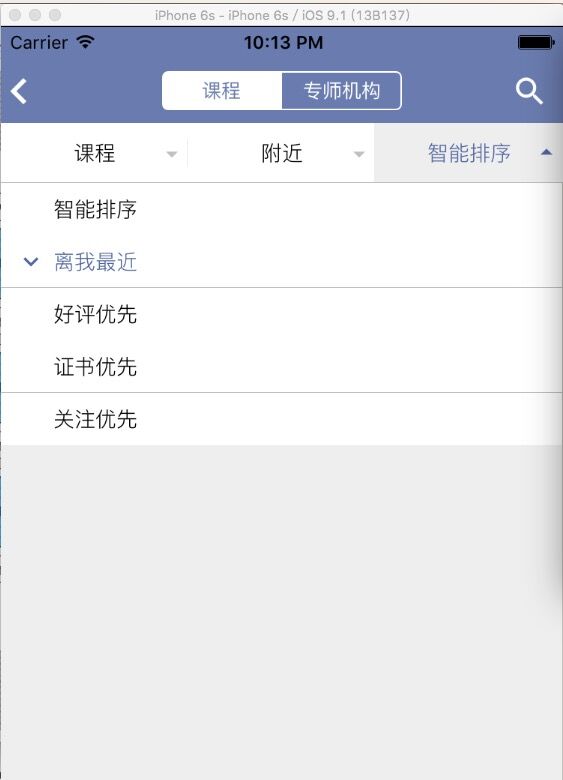 iPhone 6s - iPhone 6s / iOS 9.1 (13B137)
Carrier 10:13 PM
课程 专师机构
课程 附近 智能排序
智能排序
离我最近
好评优先
证书优先
关注优先